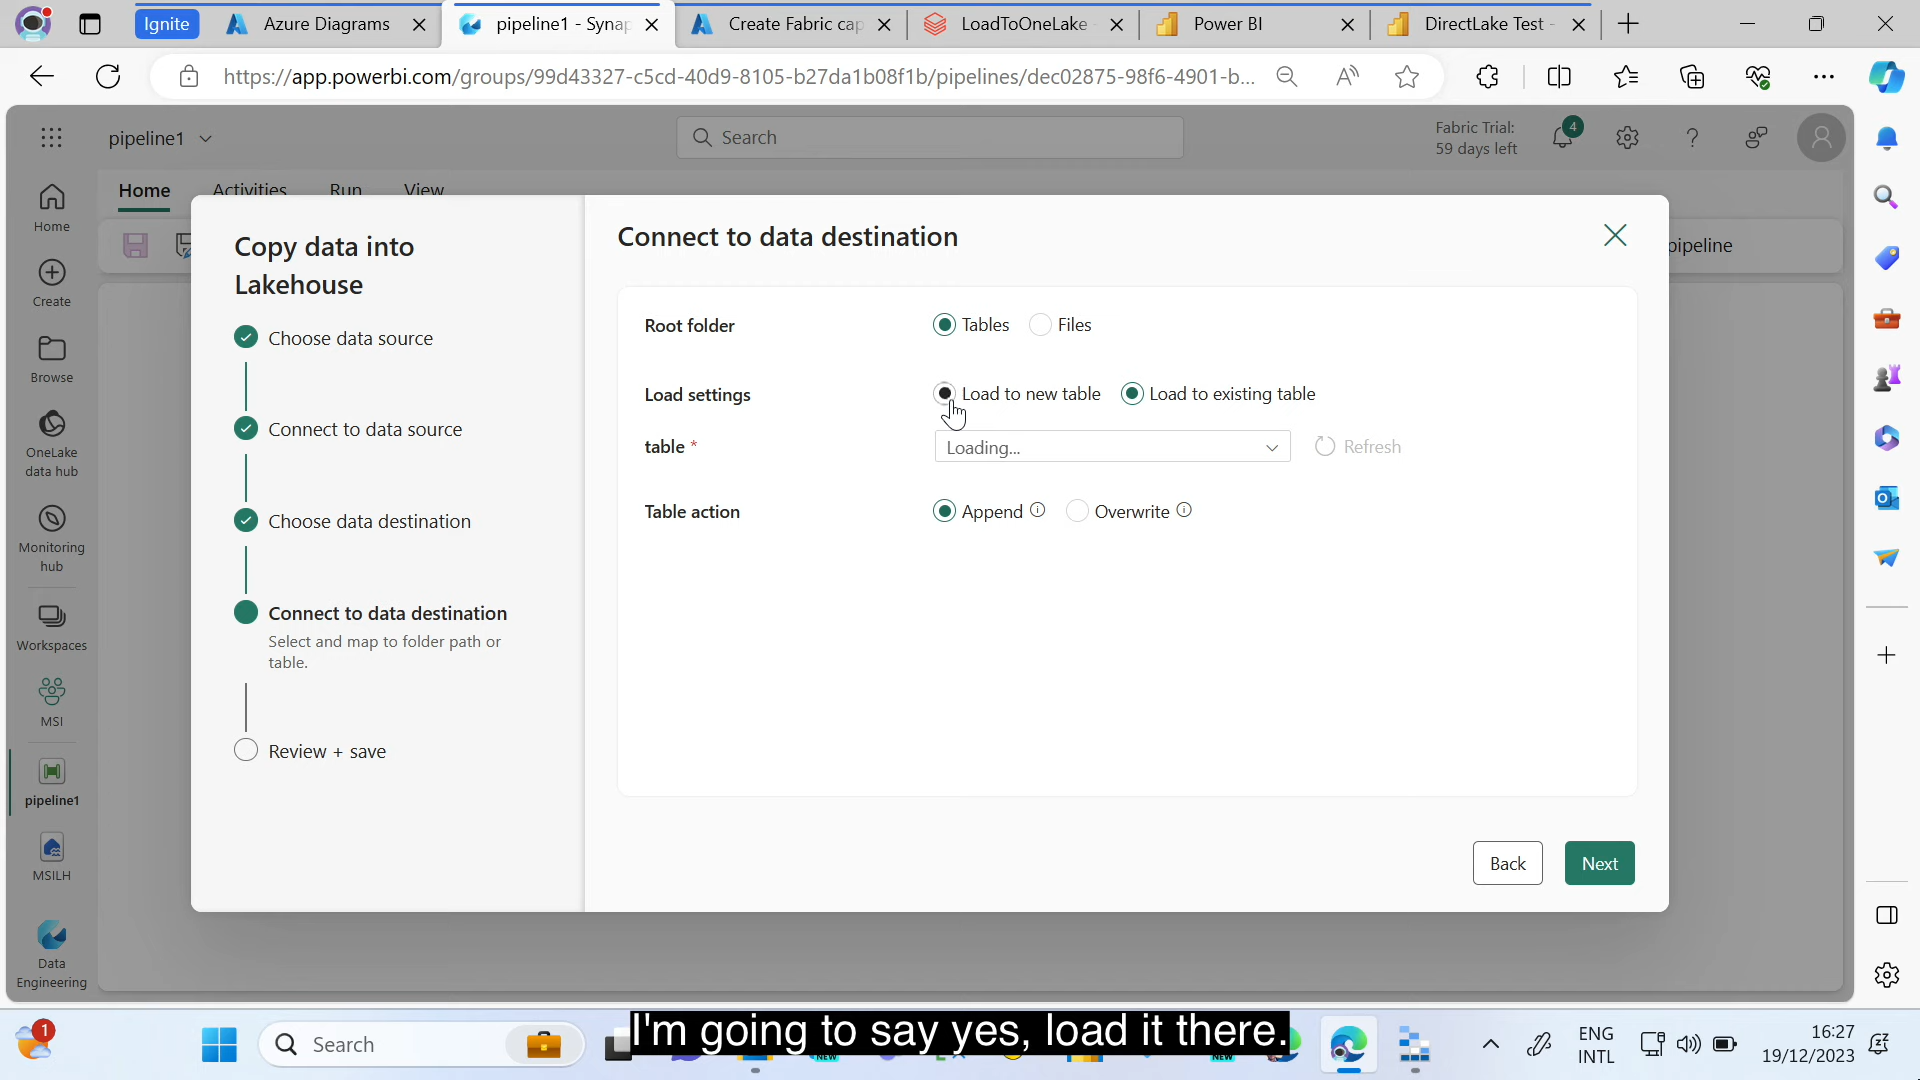 Ignite
Azure Diagrams
pipeline1 - Synap
Create Fabric cap
LoadToOneLake
Power BI
DirectLake Test -
https://app.powerbi.com/groups/99d43327-c5cd-40d9-8105-b27da1b08f1b/pipelines/dec02875-98f6-4901-b...
pipeline1
Search
Fabric Trial:
59 days left
4
Home
Activities
Run
View
Home
Create
Browse
OneLake
data hub
Monitoring
hub
Workspaces
MSI
pipeline1
MSILH
Data
Engineering
pipeline
Copy data into
Lakehouse
Choose data source
Connect to data source
Choose data destination
Connect to data destination
Select and map to folder path or
table.
Review + save
Connect to data destination
Root folder
Tables
Files
Load settings
Load to new table
Load to existing table
table *
Loading...
Refresh
Table action
Append
Overwrite
Back
Next
I'm going to say yes, load it there.
1
Search
NEW
NEW
ENG
INTL
16:27
19/12/2023